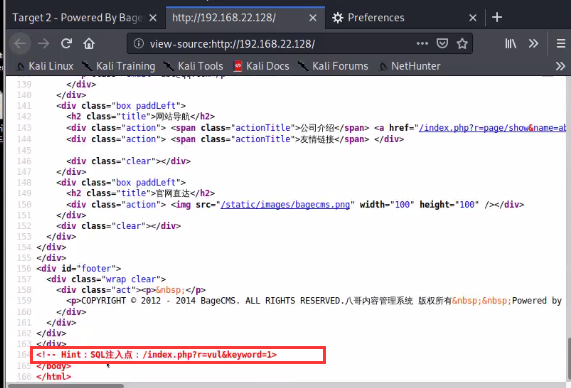 Target 2 - Powered By Bage
http://192.168.22.128/
Preferences
view-source:http://192.168.22.128/
Kali Linux
Kali Training
Kali Tools
Kali Docs
Kali Forums
NetHunter
139 </div>
140 </div>
141 <div class="box paddLeft">
142 <h2 class="title">网站导航</h2>
143 <div class="action"> <span class="actionTitle">公司介绍</span> <a href="/index.php?r=page/show&name=ab
144 <div class="action"> <span class="actionTitle">友情链接</span> </div>
145
146 <div class="clear"></div>
147 </div>
148 <div class="box paddLeft">
149 <h2 class="title">官网直达</h2>
150 <div class="action"> <img src="/static/images/bagecms.png" width="100" height="100" /></div>
151 </div>
152 <div class="clear"></div>
153 </div>
154 </div>
155 </div>
156 <div id="footer">
157 <div class="wrap clear">
158 <div class="act"><p>&nbsp;</p>
159 <p>COPYRIGHT © 2012 - 2014 BageCMS. ALL RIGHTS RESERVED.八哥内容管理系统 版权所有&nbsp;&nbsp;Powered by
160 </div>
161 </div>
162 </div>
163 </div>
164 <!-- Hint：SQL注入点：/index.php?r=vul&keyword=1>
165 </body>
166 </html>